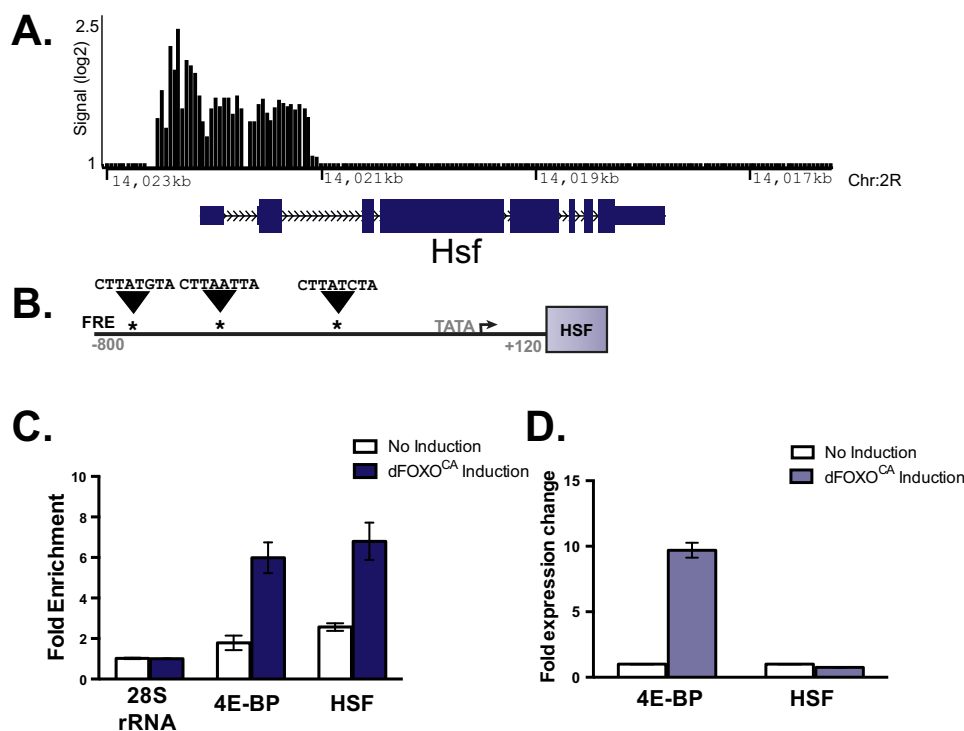 A.
Signal (log2)
2.5
1
14,023kb 14,021kb 14,019kb 14,017kb Chr:2R
Hsf
B.
CTTATGTA CTTAATTA CTTATCTA
FRE * * * TATA HSF
-800 +120
C.
No Induction
dFOXO^CA Induction
Fold Enrichment
10
8
6
4
2
0
28S rRNA 4E-BP HSF
D.
No Induction
dFOXO^CA Induction
Fold expression change
15
10
5
0
4E-BP HSF